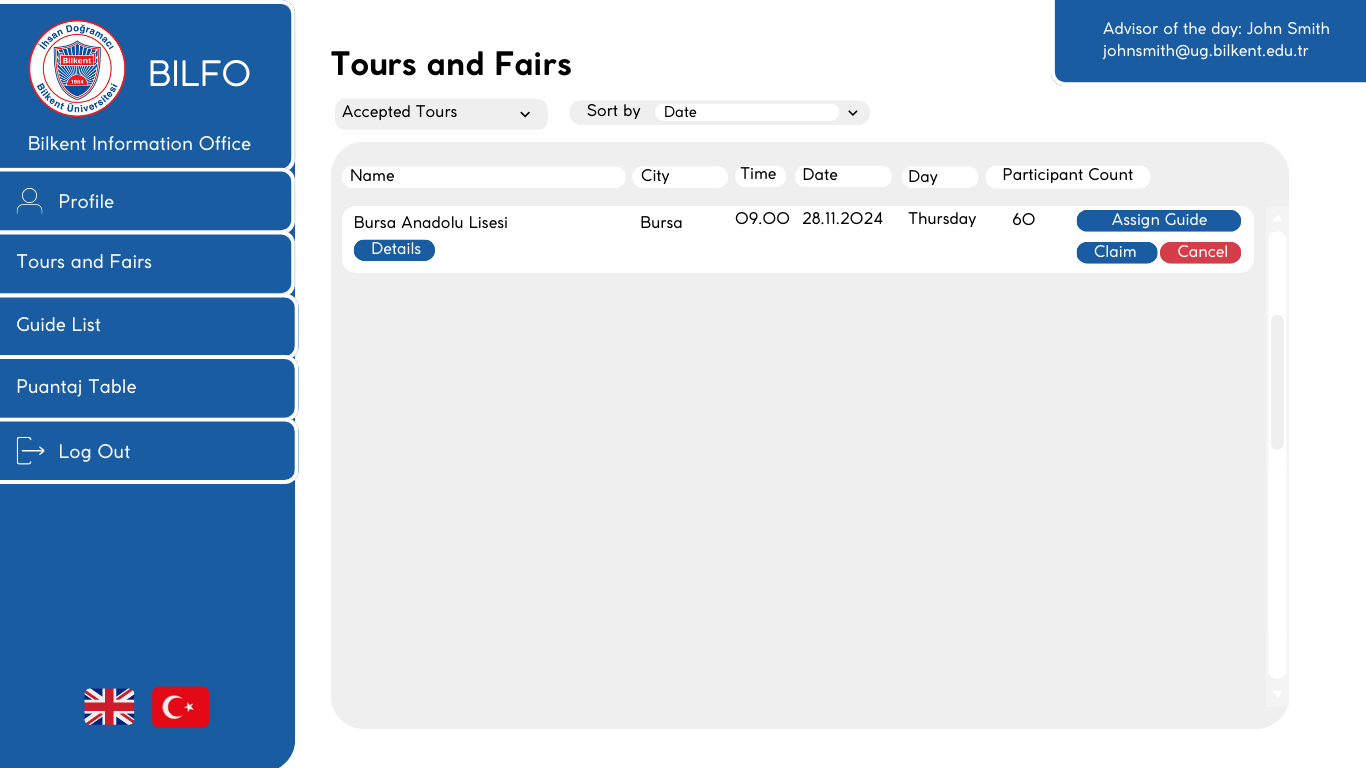 İhsan Doğramacı
Bilkent
1984
Bilkent Üniversitesi
BILFO
Bilkent Information Office
Profile
Tours and Fairs
Guide List
Puantaj Table
Log Out
Advisor of the day: John Smith
johnsmith@ug.bilkent.edu.tr
Tours and Fairs
Accepted Tours
Sort by Date
Name City Time Date Day Participant Count
Bursa Anadolu Lisesi Bursa 09.00 28.11.2024 Thursday 60 Assign Guide
Details Claim Cancel